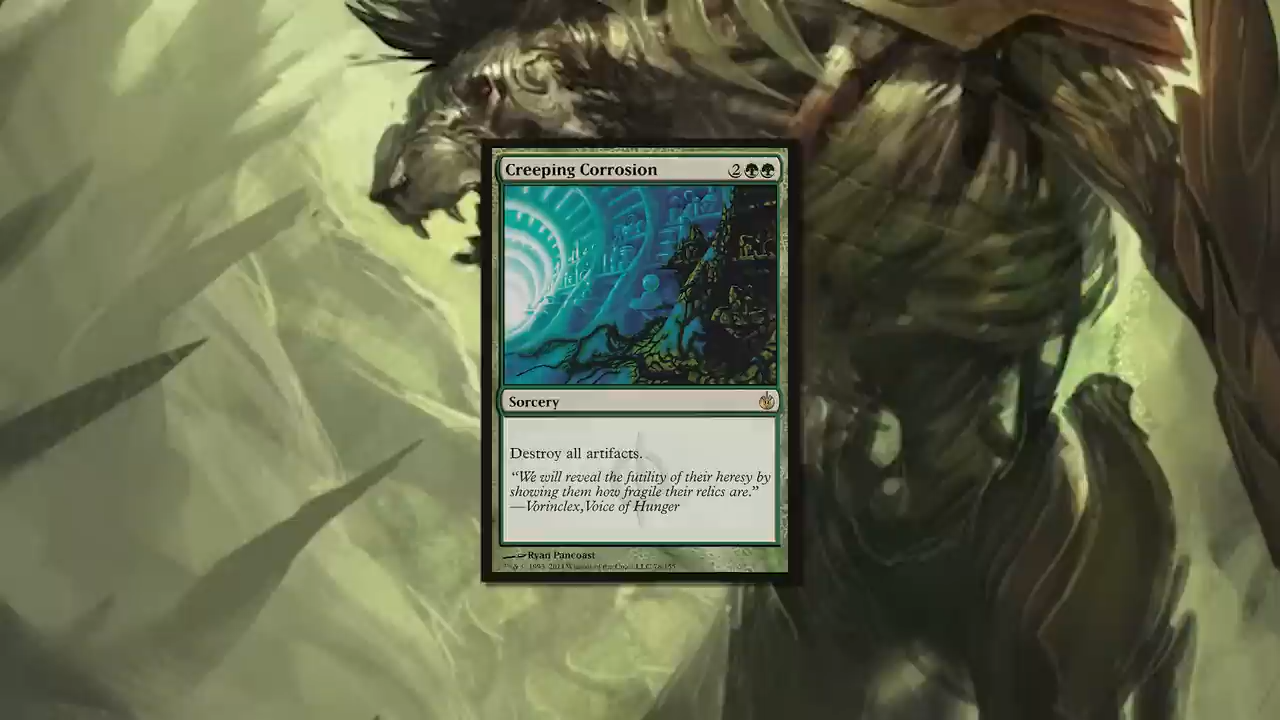 Creeping Corrosion 2
Sorcery
Destroy all artifacts.
“We will reveal the futility of their heresy by
showing them how fragile their relics are.”
—Vorinclex, Voice of Hunger
Ryan Pancoast